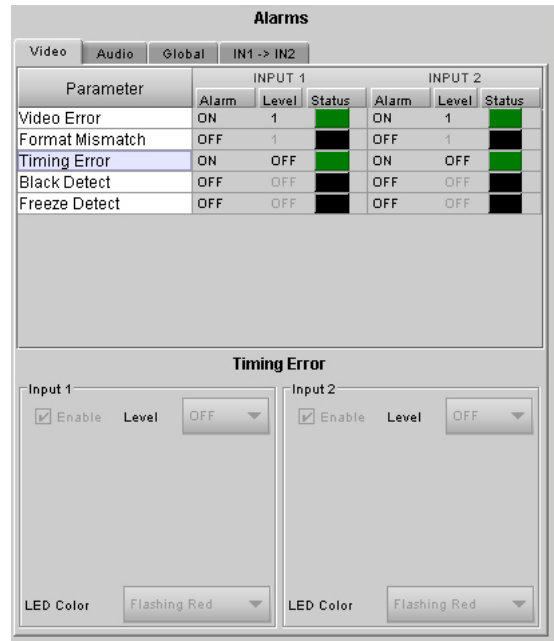 Alarms
Video Audio Global IN1 -> IN2
Parameter INPUT 1 INPUT 2
Alarm Level Status Alarm Level Status
Video Error ON 1 ON 1
Format Mismatch OFF 1 OFF 1
Timing Error ON OFF ON OFF
Black Detect OFF OFF OFF OFF
Freeze Detect OFF OFF OFF OFF
Timing Error
Input 1 Input 2
Enable Level OFF Enable Level OFF
LED Color Flashing Red LED Color Flashing Red